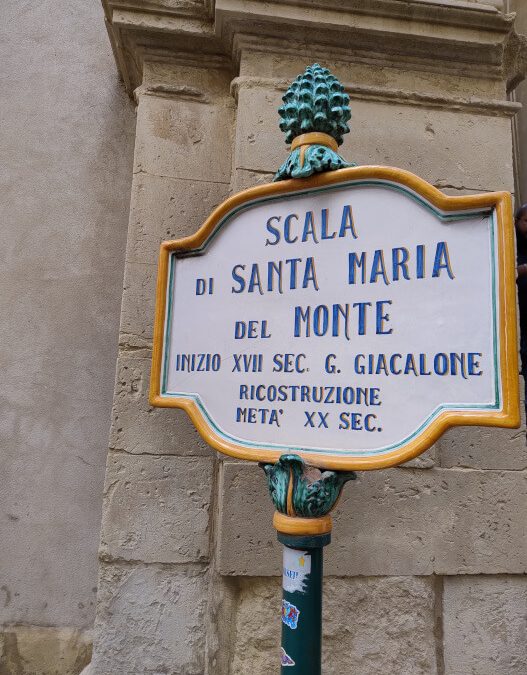 SCALA
DI SANTA MARIA
DEL MONTE
INIZIO XVII SEC. G. GIACALONE
RICOSTRUZIONE
META' XX SEC.